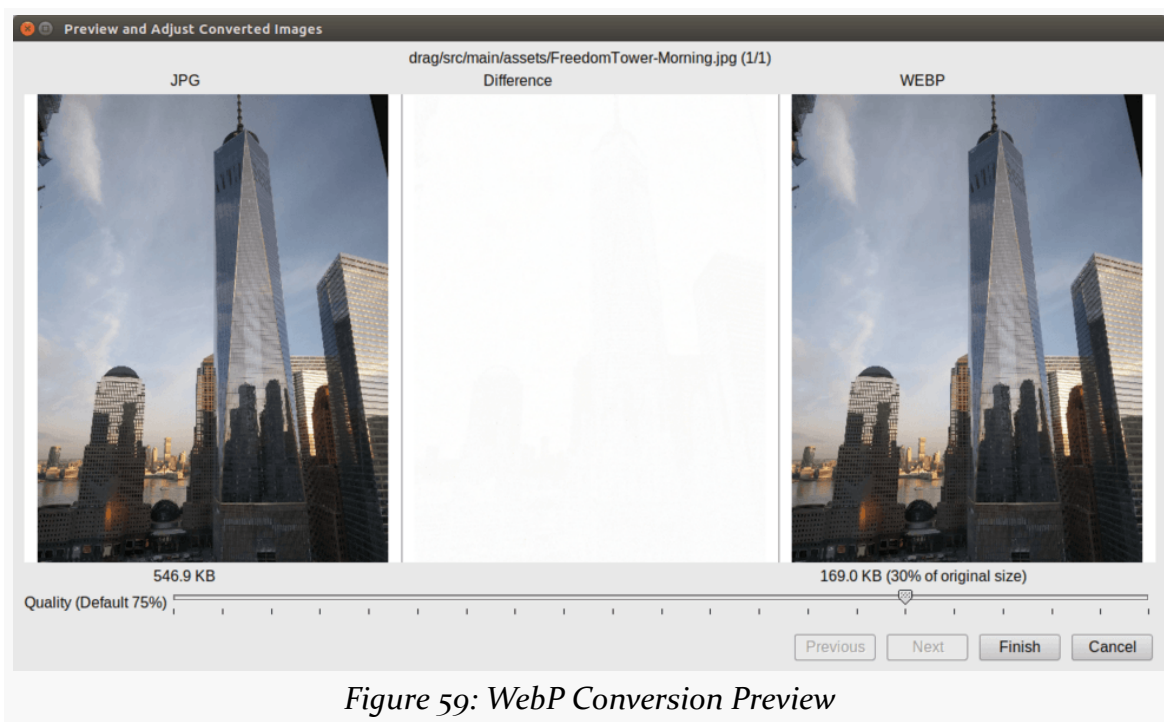 Preview and Adjust Converted Images
drag/src/main/assets/FreedomTower-Morning.jpg (1/1)
JPG Difference WEBP
546.9 KB 169.0 KB (30% of original size)
Quality (Default 75%)
Previous Next Finish Cancel
Figure 59: WebP Conversion Preview